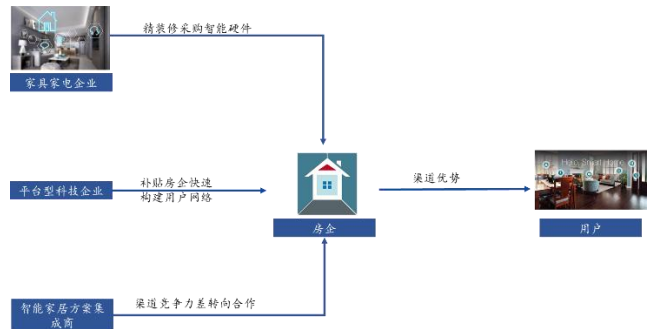 精装修采购智能硬件
家具家电企业
平台型科技企业
补贴房企快速
构建用户网络
渠道优势
房企
用户
智能家居方案集
成商
渠道竞争力差转向合作